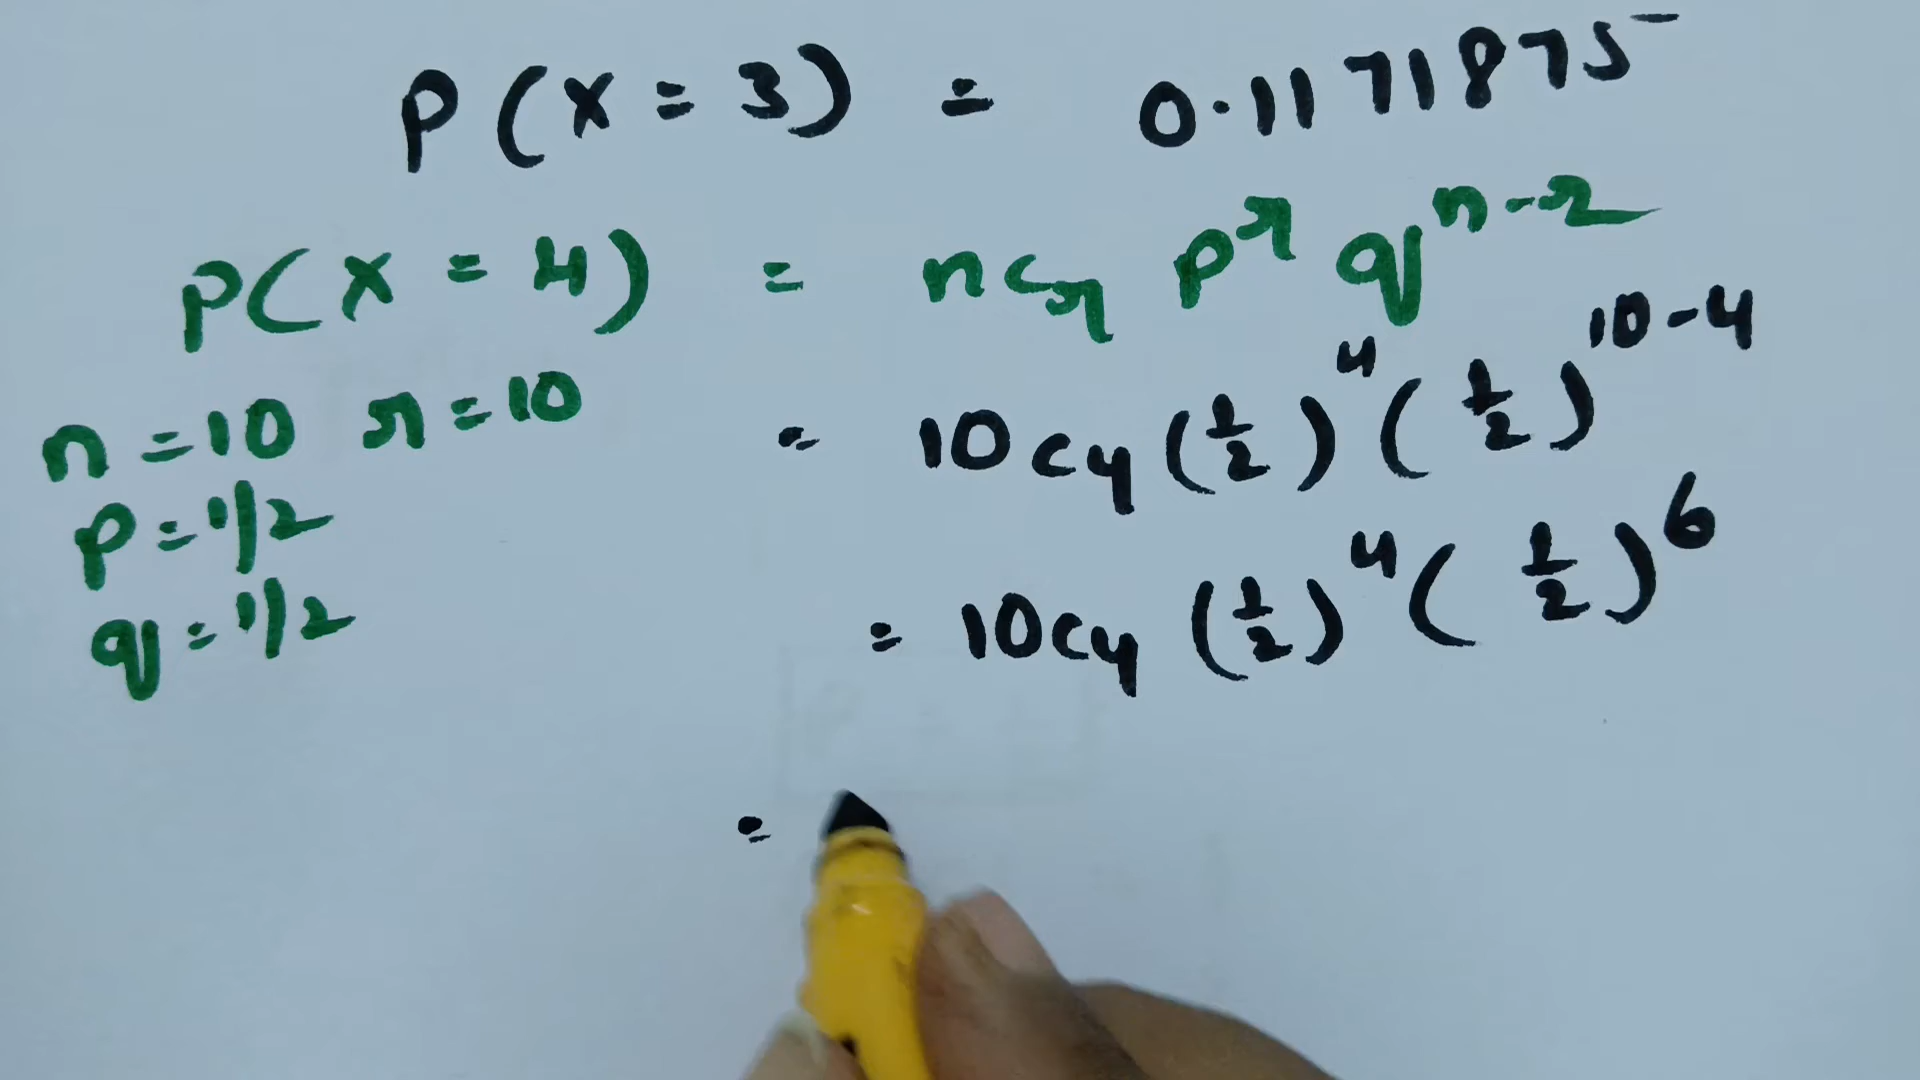 P(x=3) = 0.1171875
P(x=4) = ncr p^r q^n-r
n=10 r=10
= 10c4 (1/2)^4 (1/2)^10-4
p=1/2
q=1/2
= 10c4 (1/2)^4 (1/2)^6
=